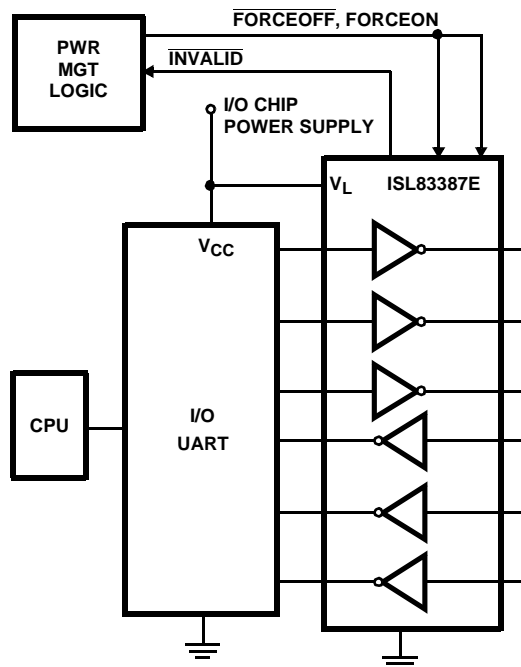 FORCEOFF, FORCEON
PWR
MGT
LOGIC
INVALID
I/O CHIP
POWER SUPPLY
VL
ISL83387E
VCC
CPU
I/O
UART